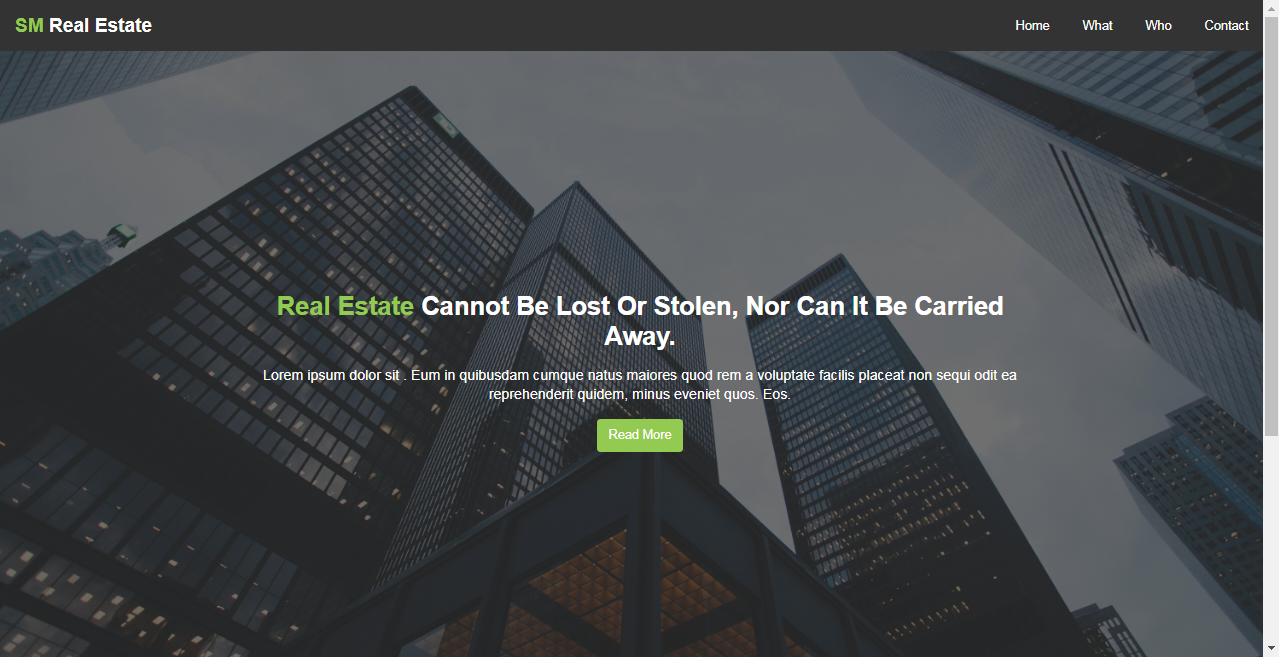 SM Real Estate
Home What Who Contact
Real Estate Cannot Be Lost Or Stolen, Nor Can It Be Carried
Away.
Lorem ipsum dolor sit . Eum in quibusdam cumque natus maiores quod rem a voluptate facilis placeat non sequi odit ea
reprehenderit quidem, minus eveniet quos. Eos.
Read More